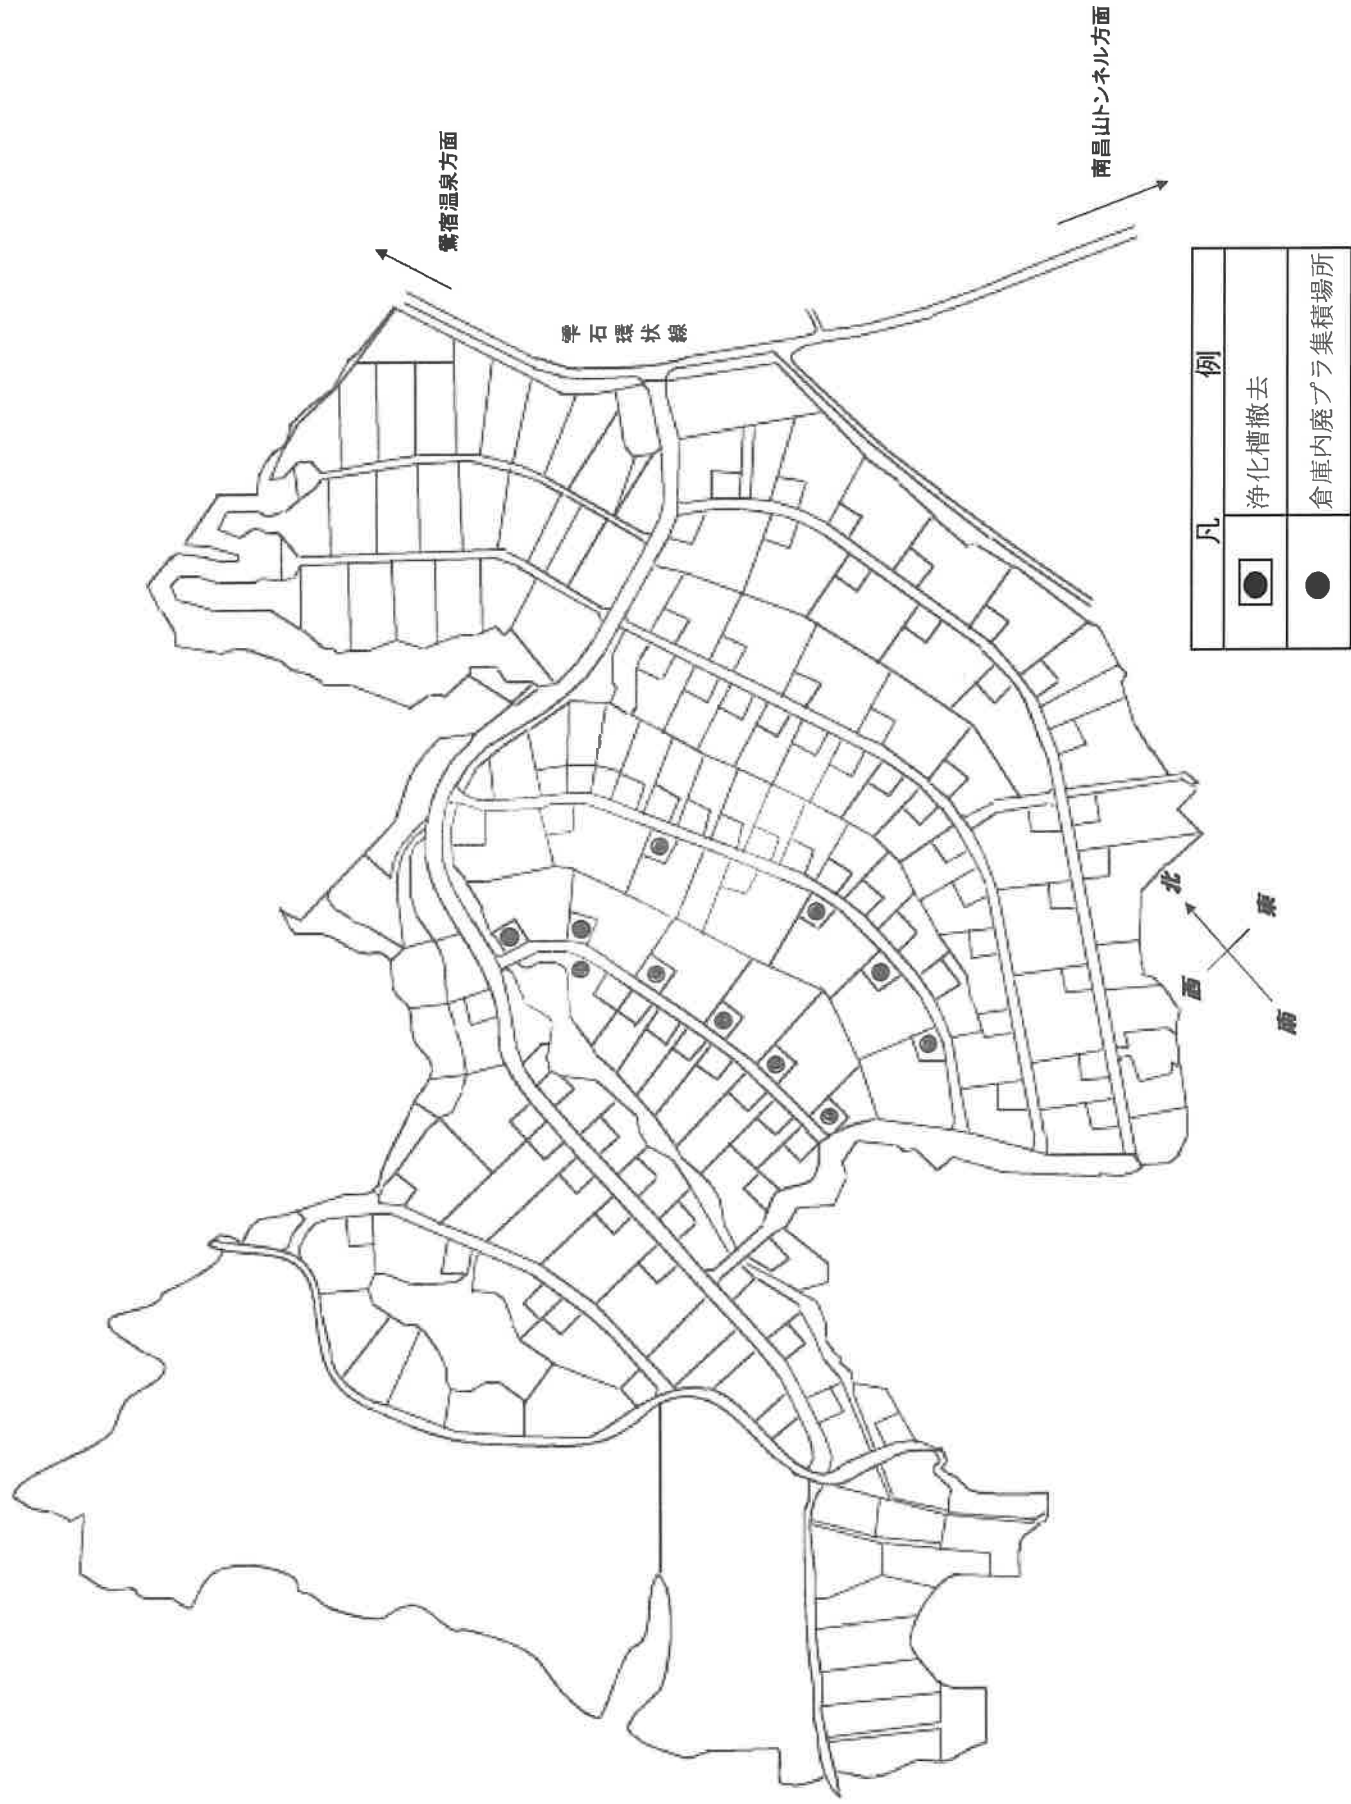 鶯宿温泉方面
雫石環状線
南昌山トンネル方面
北
東
西
南
凡例
浄化槽撤去
倉庫内廃プラ集積場所